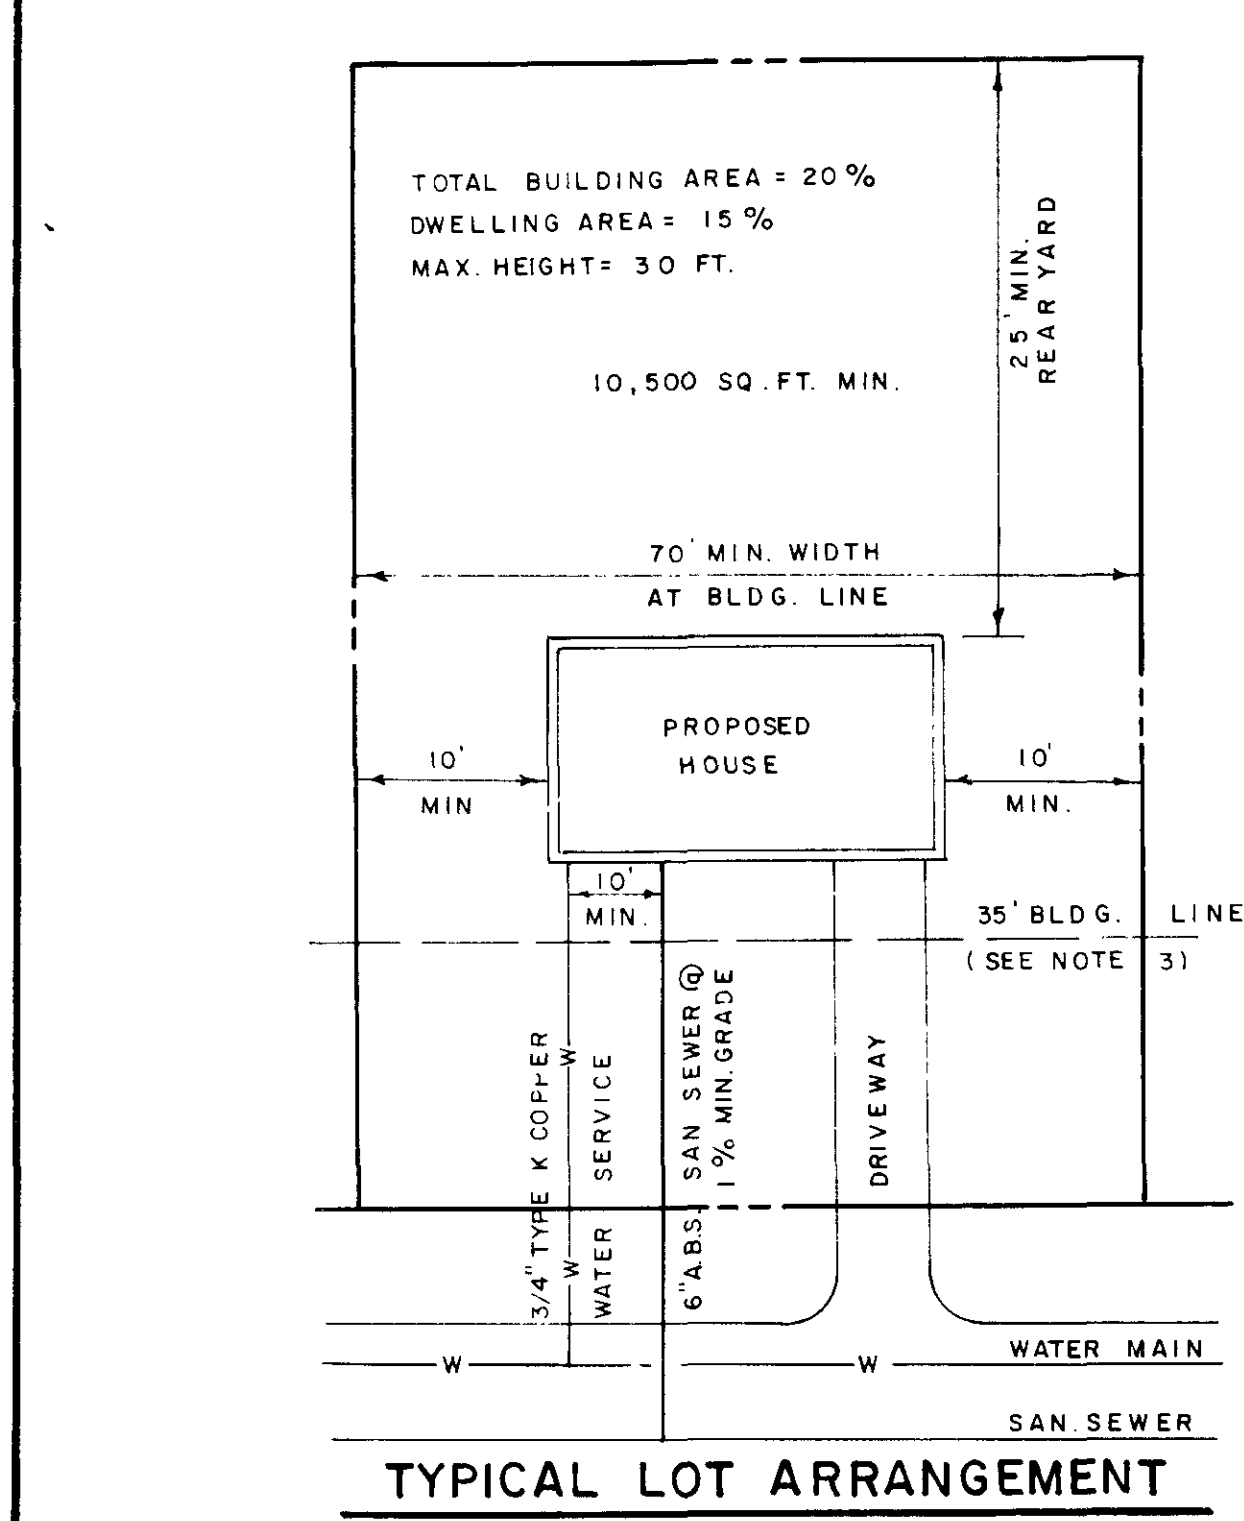 TOTAL BUILDING AREA = 20%
DWELLING AREA = 15%
MAX. HEIGHT= 30 FT.
25' MIN.
REAR YARD
10,500 SQ.FT. MIN.
70' MIN. WIDTH
AT BLDG. LINE
PROPOSED
HOUSE
10'
MIN
10'
MIN.
10'
MIN.
35' BLDG. LINE
(SEE NOTE 3)
3/4" TYPE K COPPER
W
W
WATER SERVICE
6" A.B.S. SAN SEWER @
1% MIN. GRADE
DRIVEWAY
WATER MAIN
W
W
SAN. SEWER
TYPICAL LOT ARRANGEMENT